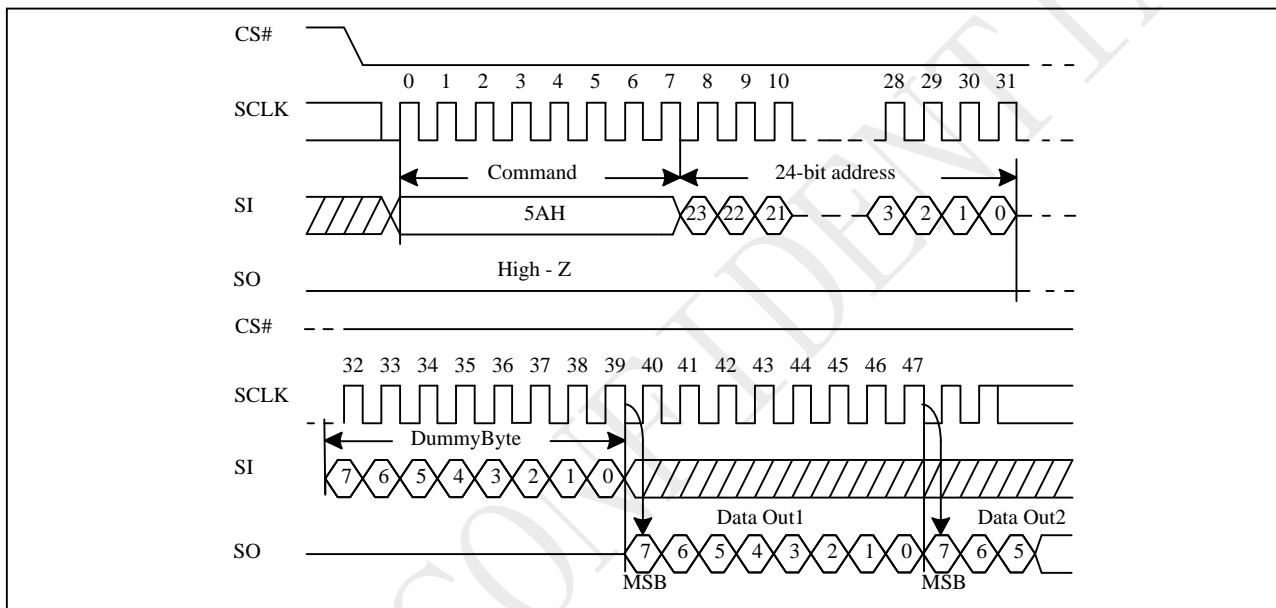 CS#
0 1 2 3 4 5 6 7 8 9 10 28 29 30 31
SCLK
Command 24-bit address
SI 5AH 23 22 21 3 2 1 0
High - Z
SO
CS#
32 33 34 35 36 37 38 39 40 41 42 43 44 45 46 47
SCLK
DummyByte
SI 7 6 5 4 3 2 1 0
Data Out1 Data Out2
SO 7 6 5 4 3 2 1 0 7 6 5
MSB MSB